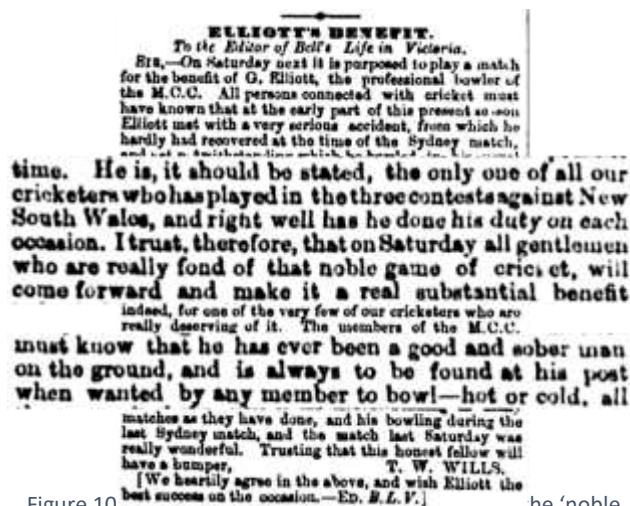 ELLIOTT'S BENEFIT.
To the Editor of Bell's Life in Victoria.
SIR,—On Saturday next it is purposed to play a match
for the benefit of G. Elliott, the professional bowler of
the M.C.C. All persons connected with cricket must
have known that at the early part of this present season
Elliott met with a very serious accident, from which he
hardly had recovered at the time of the Sydney match,
time. He is, it should be stated, the only one of all our
cricketers who has played in the three contests against New
South Wales, and right well has he done his duty on each
occasion. I trust, therefore, that on Saturday all gentlemen
who are really fond of that noble game of cricket, will
come forward and make it a real substantial benefit
indeed, for one of the very few of our cricketers who are
really deserving of it. The members of the M.C.C.
must know that he has ever been a good and sober man
on the ground, and is always to be found at his post
when wanted by any member to bowl—hot or cold, all
matches as they have done, and his bowling during the
last Sydney match, and the match last Saturday was
really wonderful. Trusting that this honest fellow will
have a bumper, T. W. WILLS.
[We heartily agree in the above, and wish Elliott the
best success on the occasion.—ED. B.L.V.]
Figure 10 he ‘noble